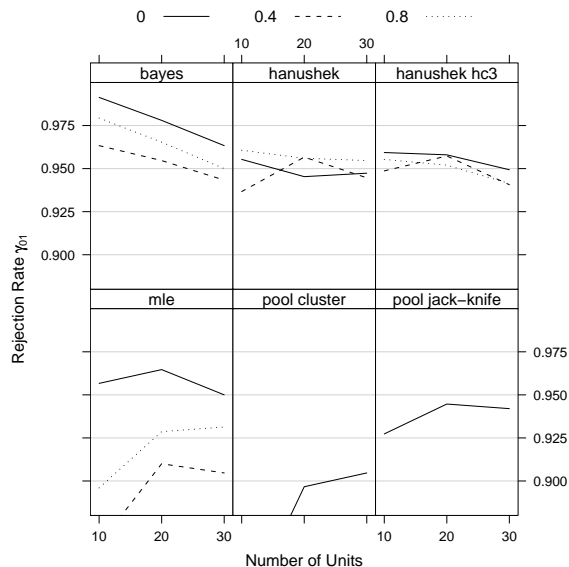 0 0.4 0.8
10 20 30
bayes hanushek hanushek hc3
0.975
0.950
0.925
0.900
mle pool cluster pool jack−knife
0.975
0.950
0.925
0.900
10 20 30 10 20 30
Number of Units
Rejection Rate γ01